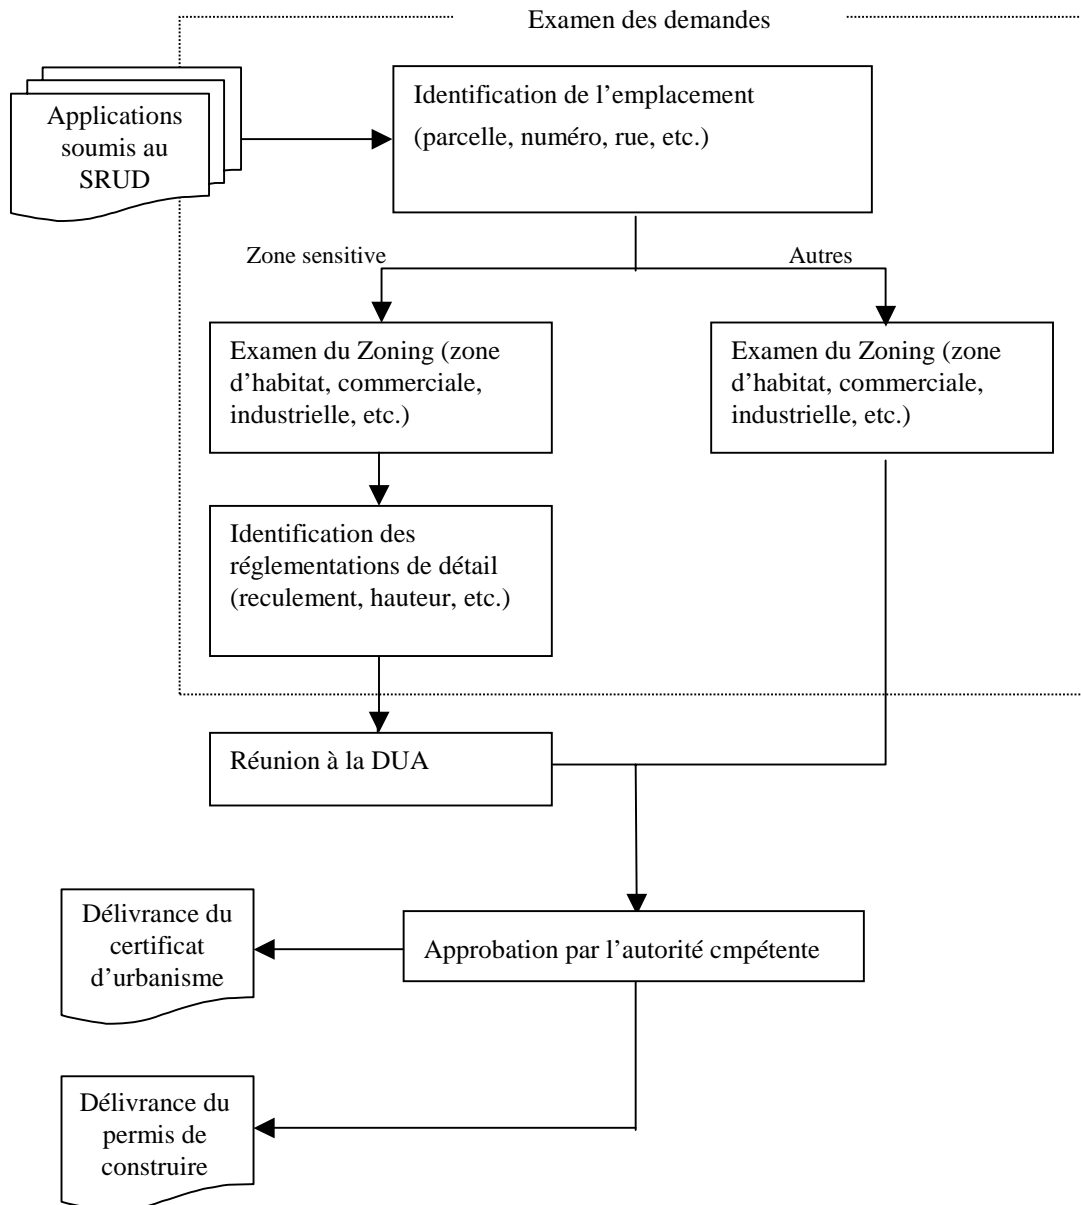 Examen des demandes
Applications
soumis au
SRUD
Identification de l’emplacement
(parcelle, numéro, rue, etc.)
Zone sensitive
Autres
Examen du Zoning (zone
d’habitat, commerciale,
industrielle, etc.)
Examen du Zoning (zone
d’habitat, commerciale,
industrielle, etc.)
Identification des
réglementations de détail
(reculement, hauteur, etc.)
Réunion à la DUA
Délivrance du
certificat
d’urbanisme
Approbation par l’autorité cmpétente
Délivrance du
permis de
construire